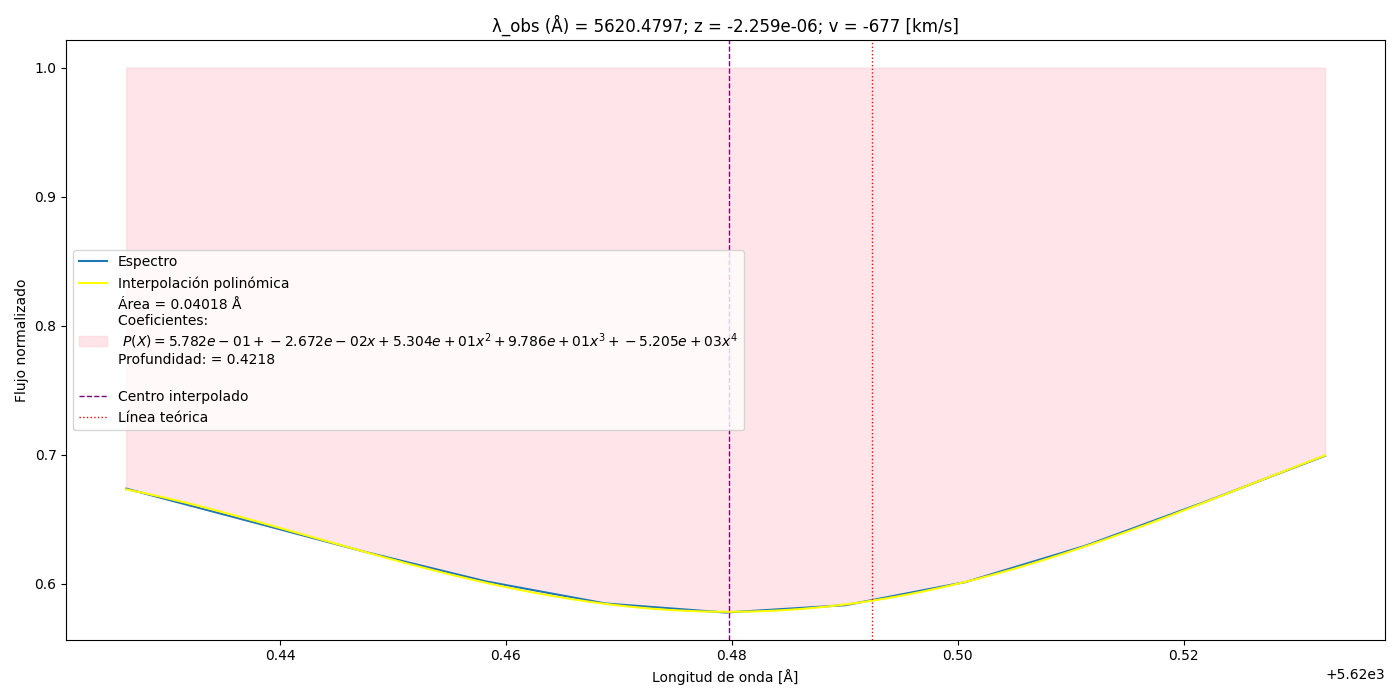 λ_obs (Å) = 5620.4797; z = -2.259e-06; v = -677 [km/s]
1.0
0.9
0.8
0.7
0.6
Flujo normalizado
Espectro
Interpolación polinómica
Área = 0.04018 Å
Coeficientes:
P(X) = 5.782e − 01 + −2.672e − 02x + 5.304e + 01x² + 9.786e + 01x³ + −5.205e + 03x⁴
Profundidad: = 0.4218
Centro interpolado
Línea teórica
0.44 0.46 0.48 0.50 0.52
+5.62e3
Longitud de onda [Å]